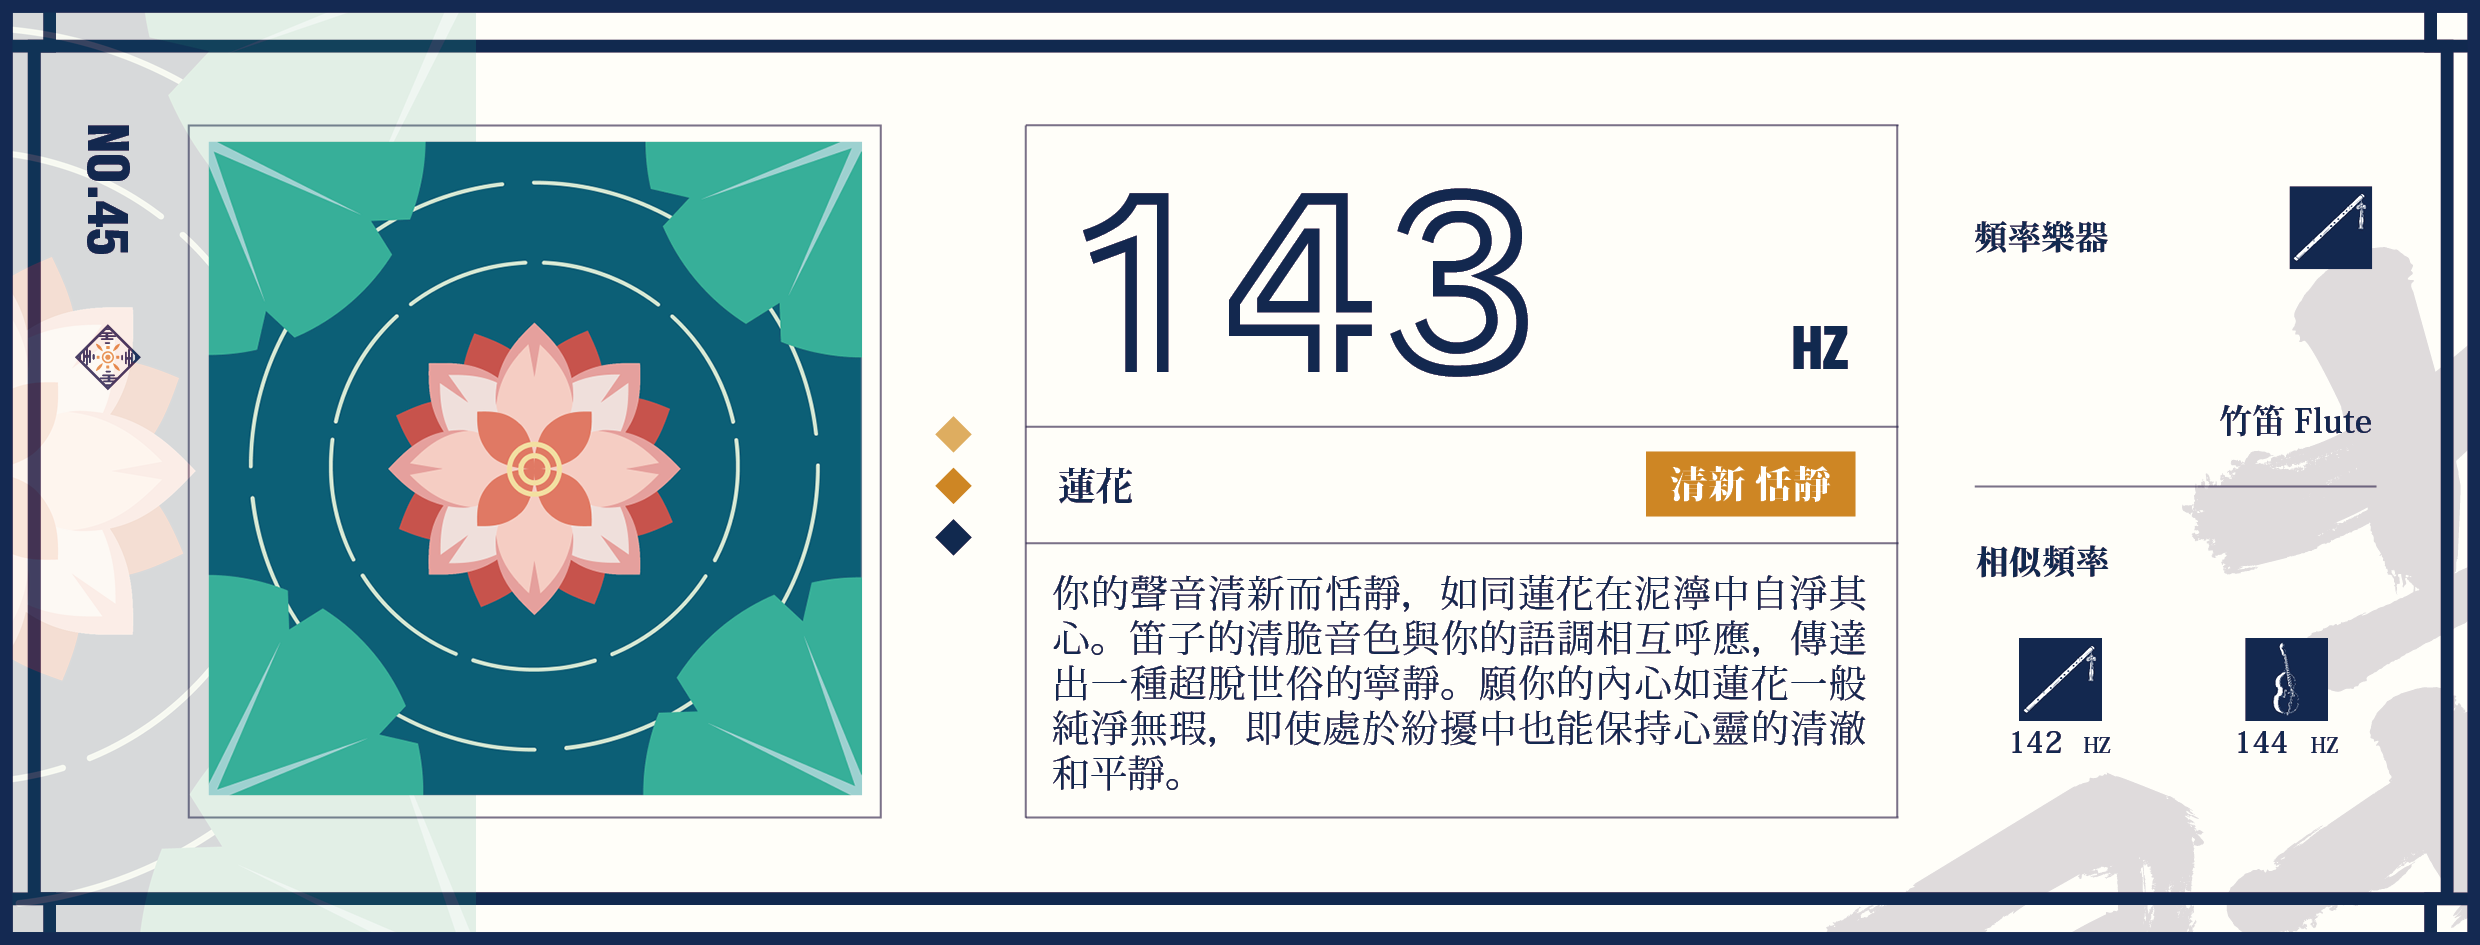 NO.45
143
HZ
蓮花
清新 恬靜
你的聲音清新而恬靜，如同蓮花在泥濘中自淨其
心。笛子的清脆音色與你的語調相互呼應，傳達
出一種超脫世俗的寧靜。願你的內心如蓮花一般
純淨無瑕，即使處於紛擾中也能保持心靈的清澈
和平靜。
頻率樂器
竹笛 Flute
相似頻率
142 HZ
144 HZ